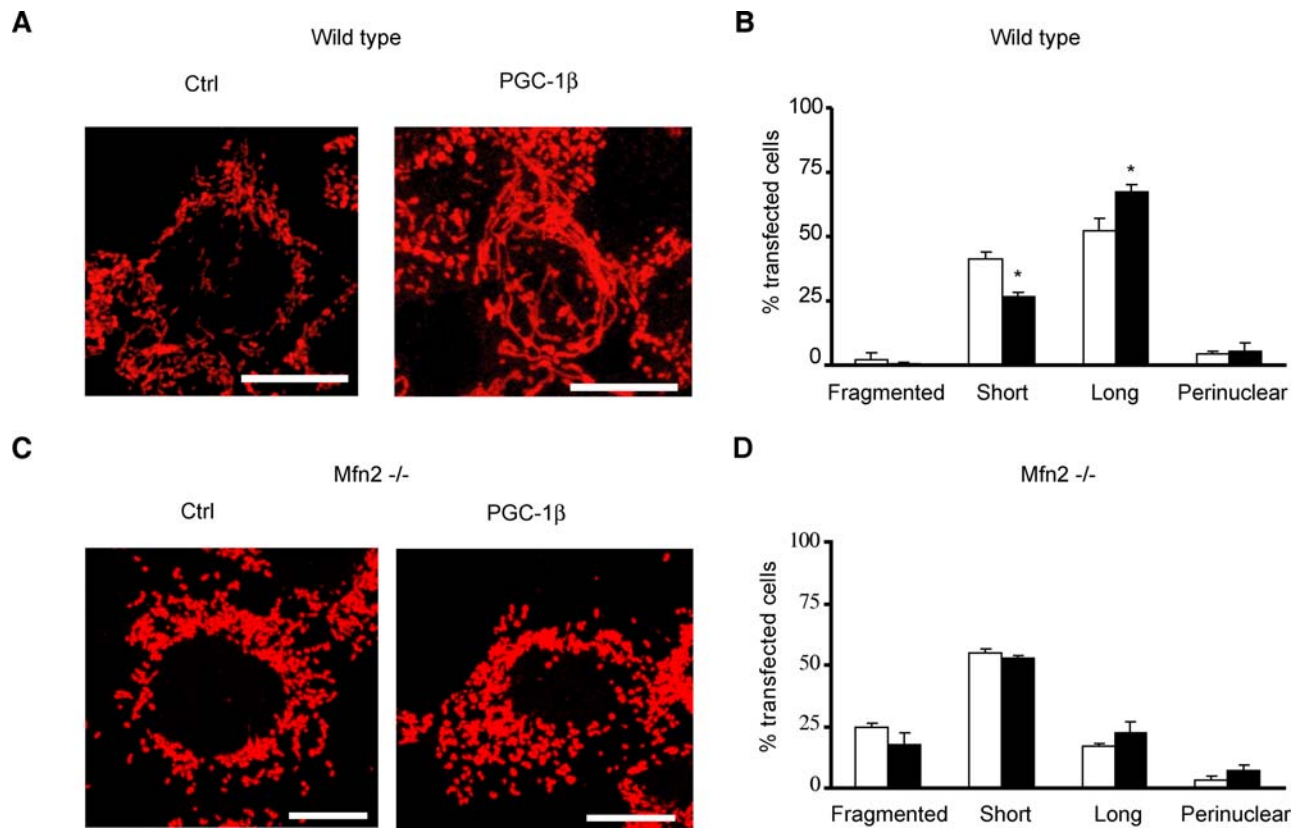 A
Wild type
Ctrl
PGC-1β
B
Wild type
% transfected cells
100
75
50
25
0
*
*
Fragmented
Short
Long
Perinuclear
C
Mfn2 -/-
Ctrl
PGC-1β
D
Mfn2 -/-
% transfected cells
100
75
50
25
0
Fragmented
Short
Long
Perinuclear